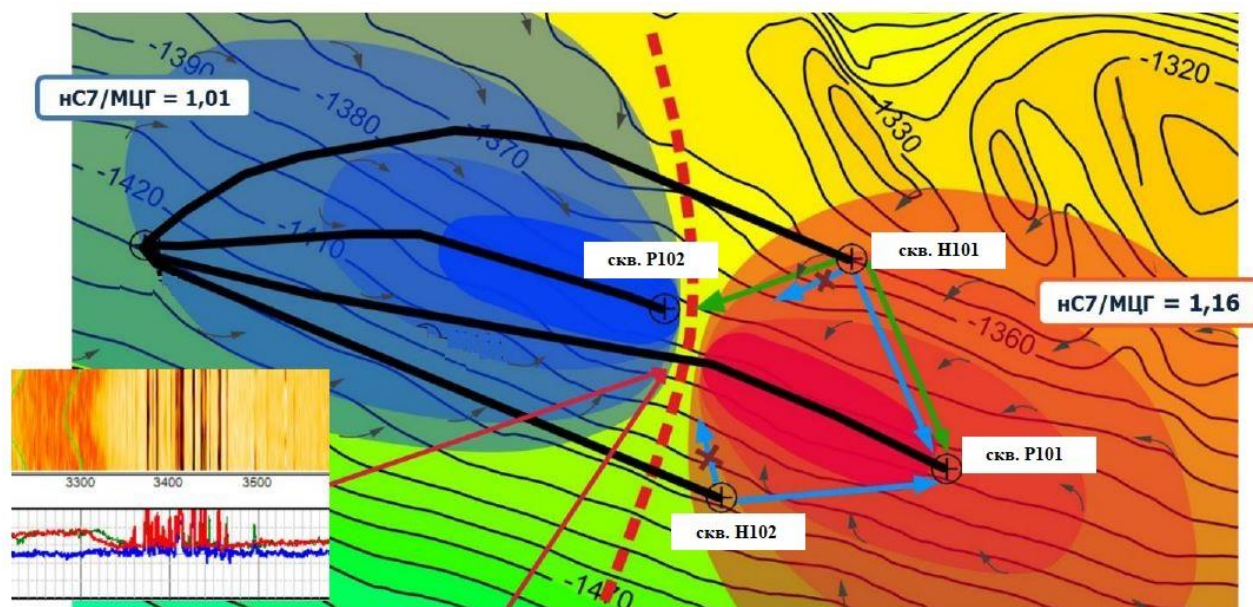 -1390
-1320
нС7/МЦГ = 1,01
-1380
-1330
-1370
-1420
-1410
скв. Р102
скв. Н101
нС7/МЦГ = 1,16
-1360
3300
3400
3500
скв. Р101
скв. Н102
-1470